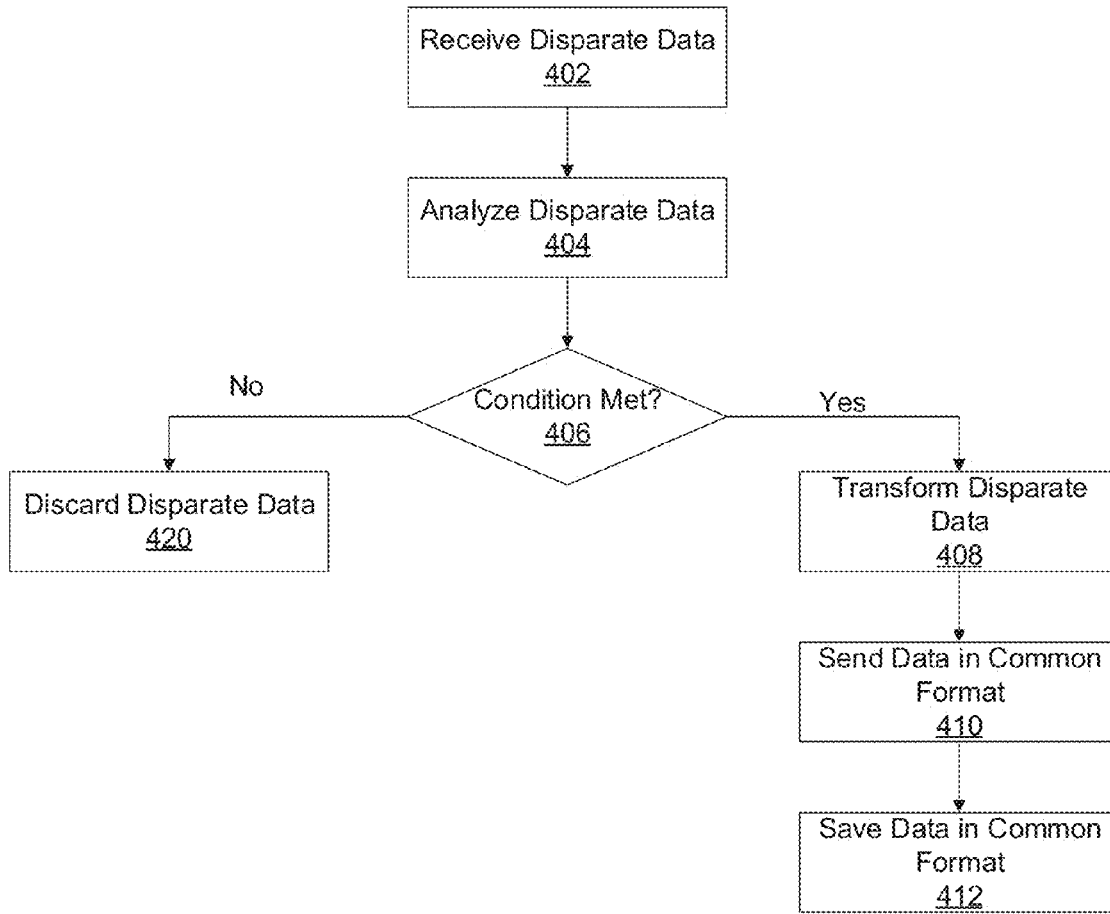 Receive Disparate Data
402
Analyze Disparate Data
404
Condition Met?
406
No
Yes
Discard Disparate Data
420
Transform Disparate
Data
408
Send Data in Common
Format
410
Save Data in Common
Format
412